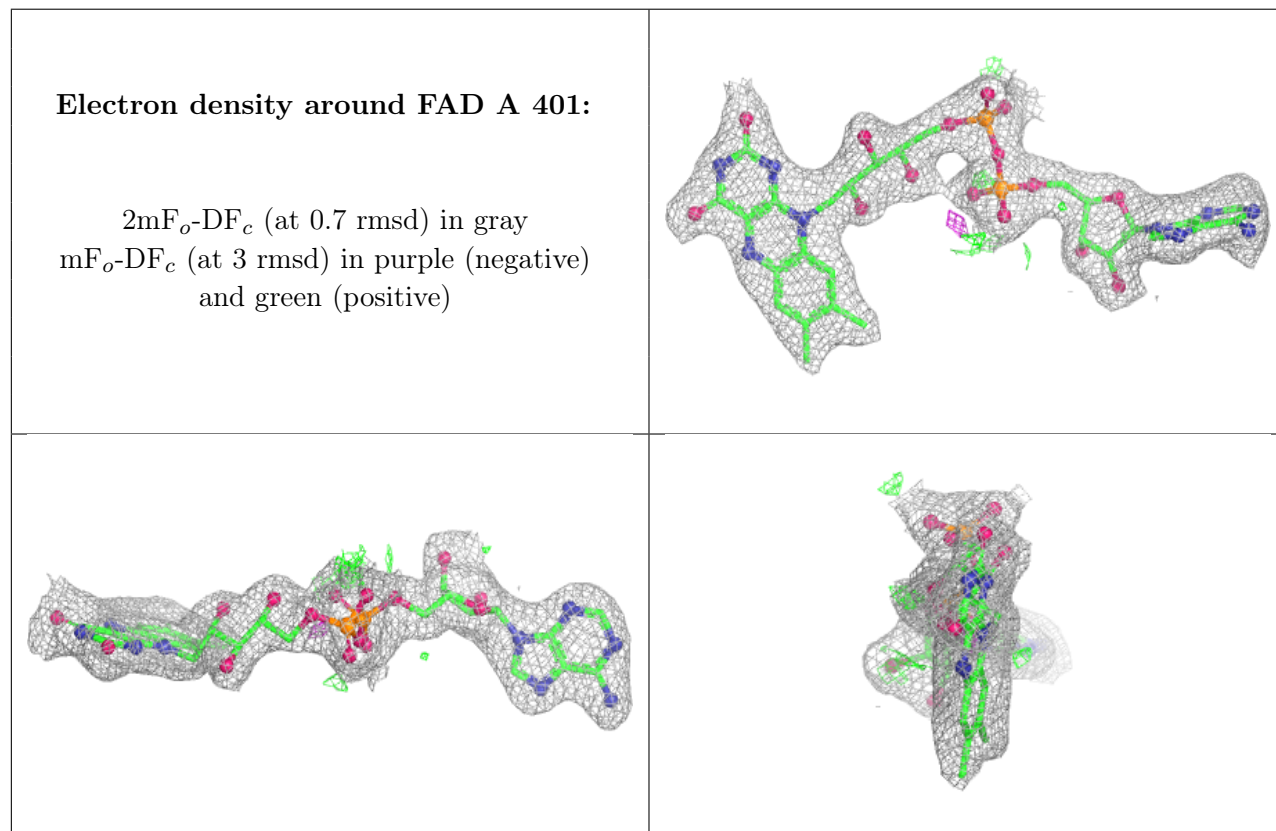 Electron density around FAD A 401:
2mFo-DFc (at 0.7 rmsd) in gray
mFo-DFc (at 3 rmsd) in purple (negative)
and green (positive)